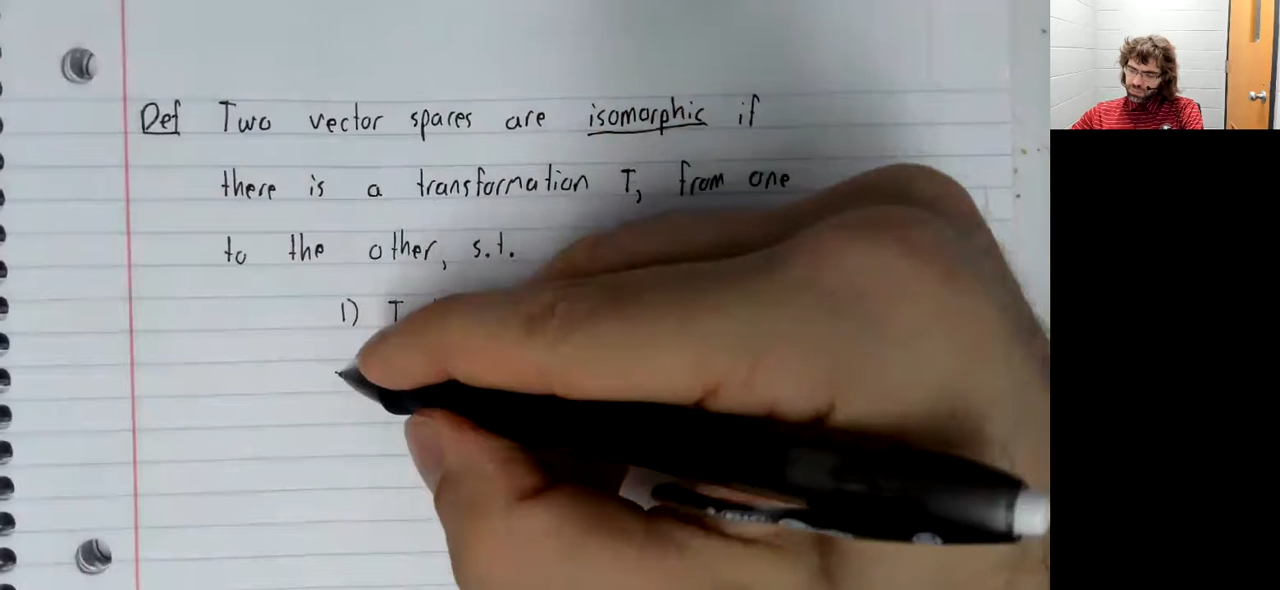 Def Two vector spaces are isomorphic if
there is a transformation T, from one
to the other, s.t.
1) T